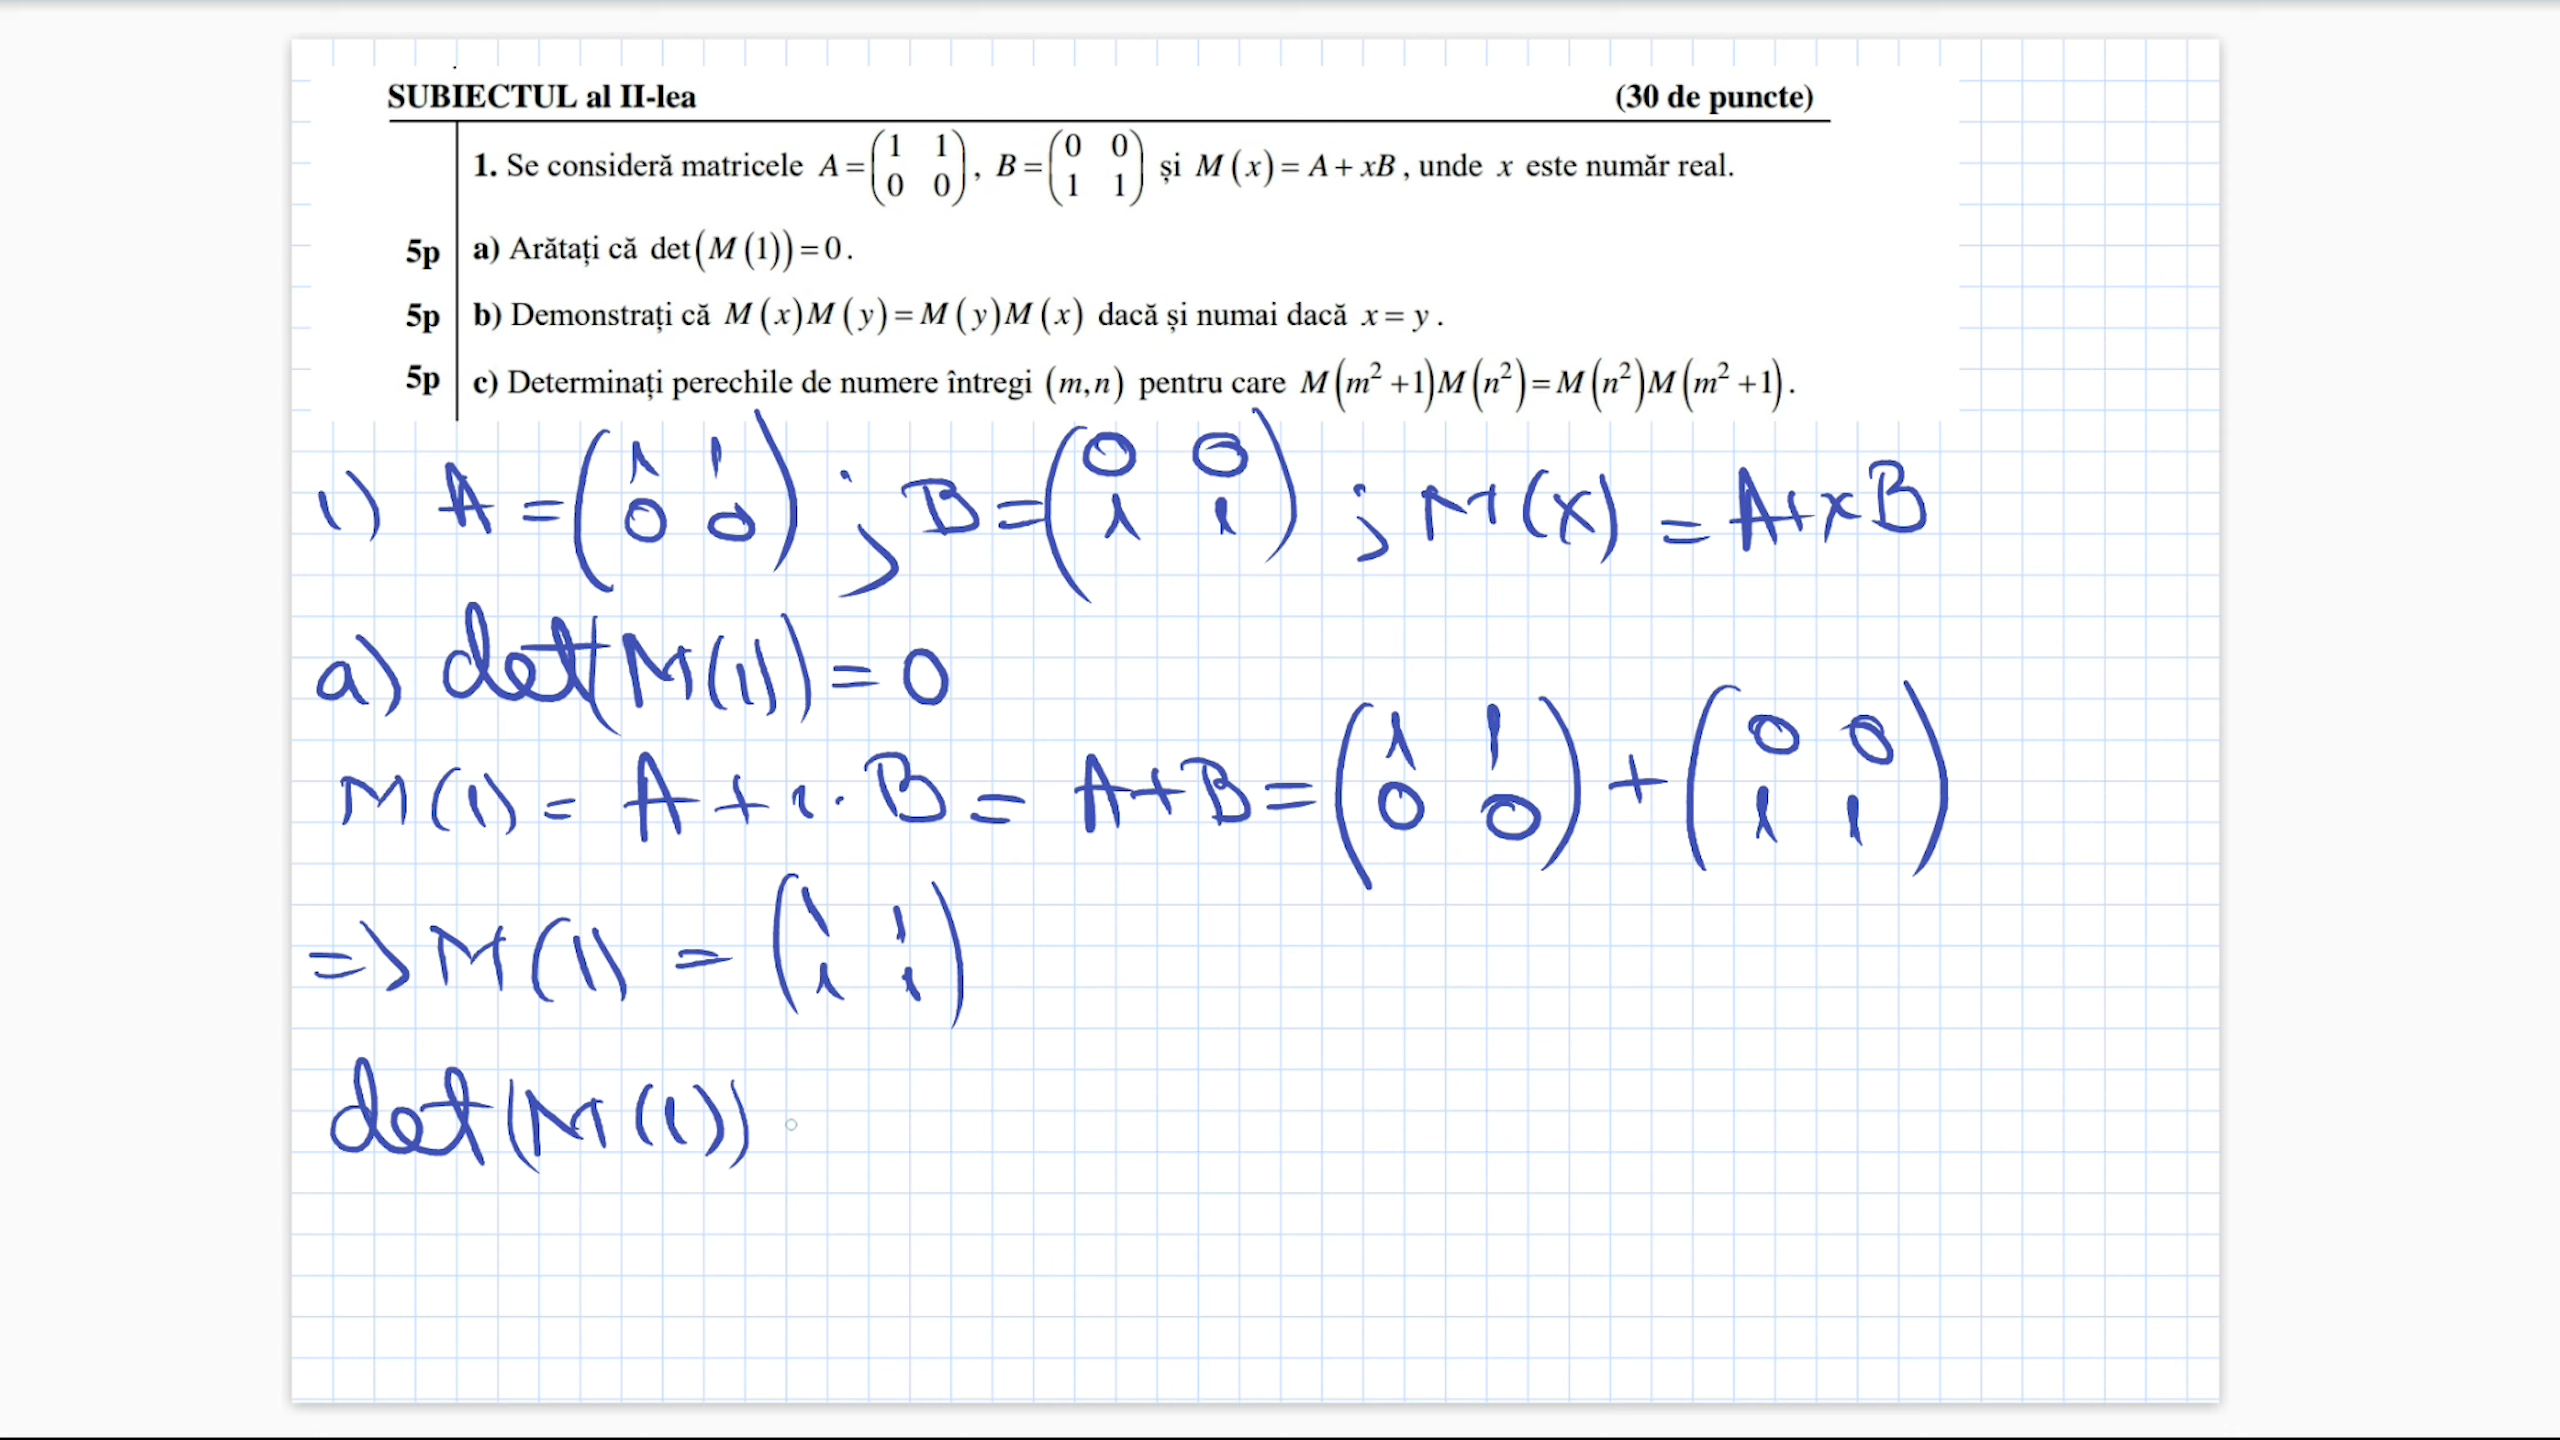 SUBIECTUL al II-lea (30 de puncte)
1. Se consideră matricele A = (1 1 0 0), B = (0 0 1 1) și M(x) = A + xB, unde x este număr real.
5p a) Arătați că det(M(1)) = 0.
5p b) Demonstrați că M(x)M(y) = M(y)M(x) dacă și numai dacă x = y.
5p c) Determinați perechile de numere întregi (m,n) pentru care M(m² +1)M(n²) = M(n²)M(m² +1).
1) A = (1 1 0 0) ; B = (0 0 1 1) ; M(x) = A+xB
a) det(M(1)) = 0
M(1) = A + 1·B = A+B = (1 1 0 0) + (0 0 1 1)
=> M(1) = (1 1 1 1)
det(M(1))